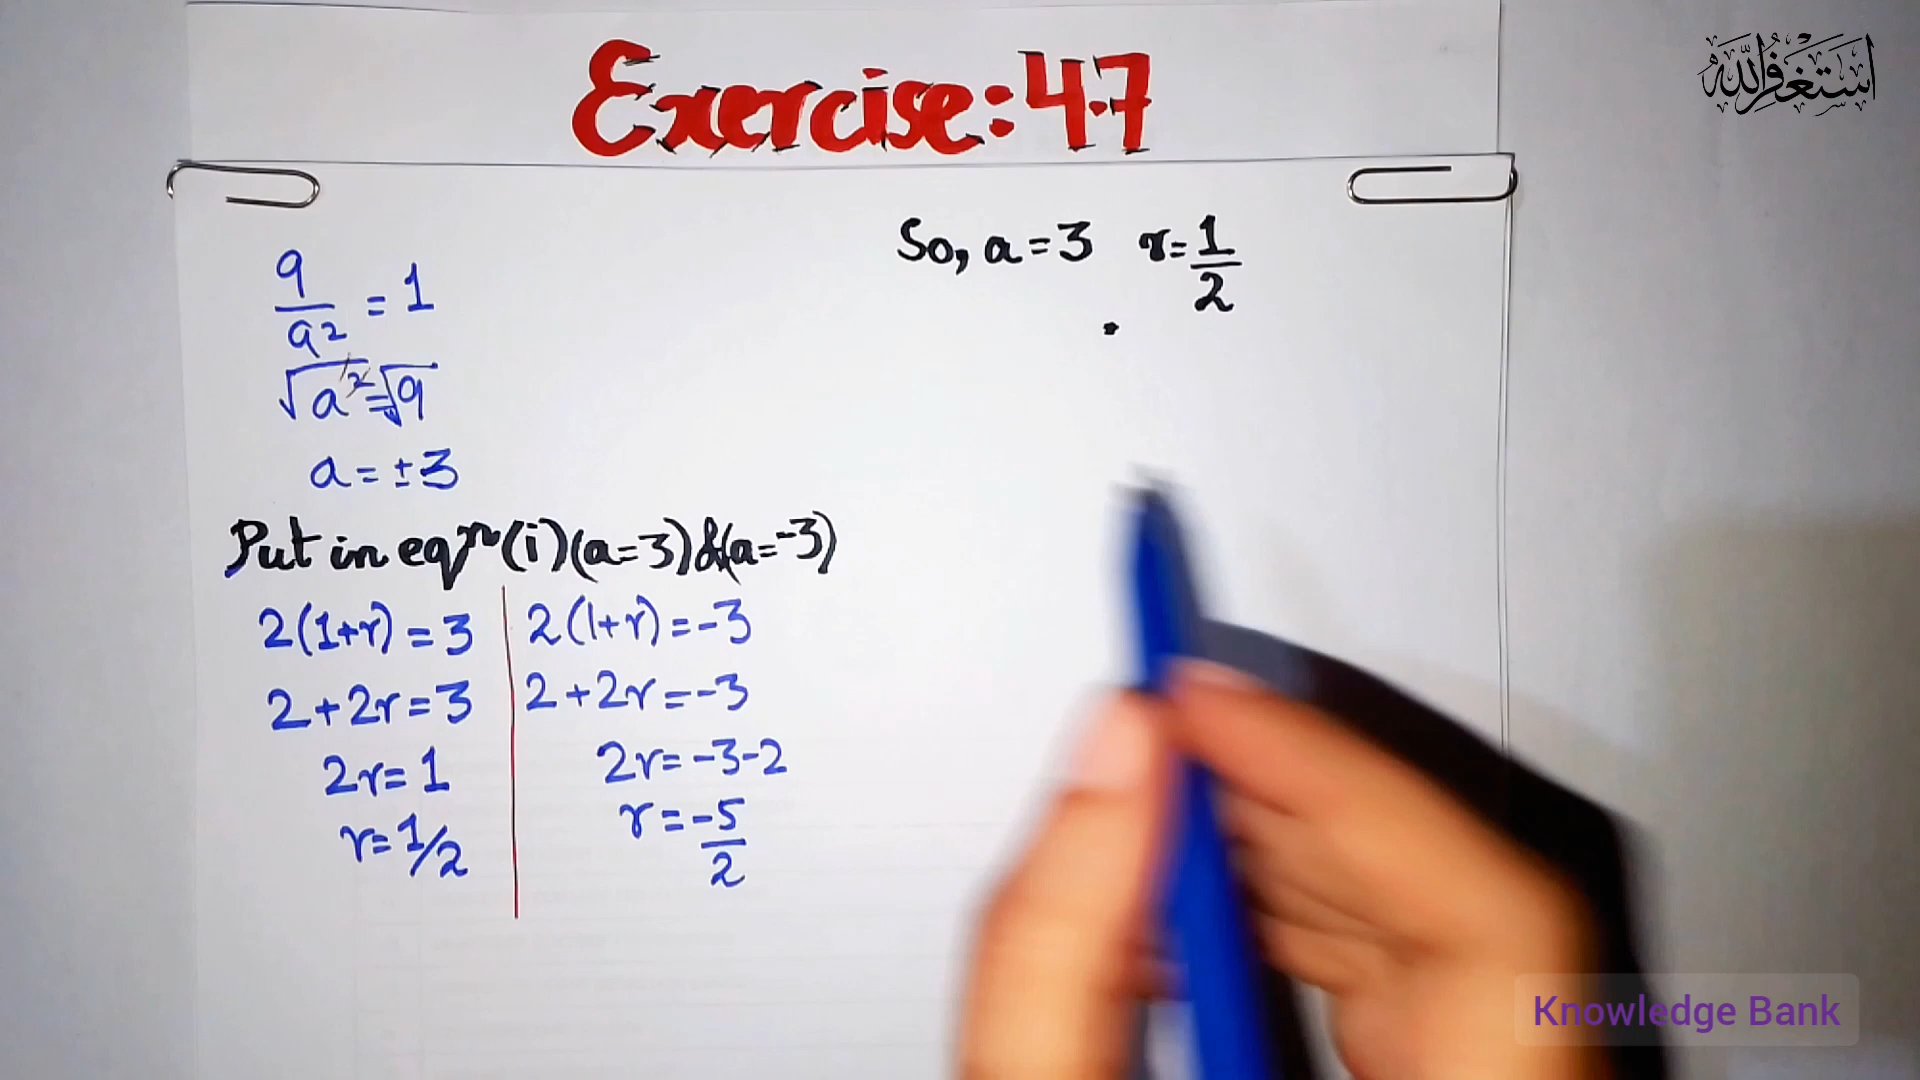 Exercise: 4.7
أستغفر الله
9/a² = 1
√a² = √9
a = ±3
Put in eqⁿ (i) (a=3) & (a=-3)
2(1+r) = 3
2 + 2r = 3
2r = 1
r = 1/2
2(1+r) = -3
2 + 2r = -3
2r = -3-2
r = -5/2
So, a = 3 r = 1/2
Knowledge Bank